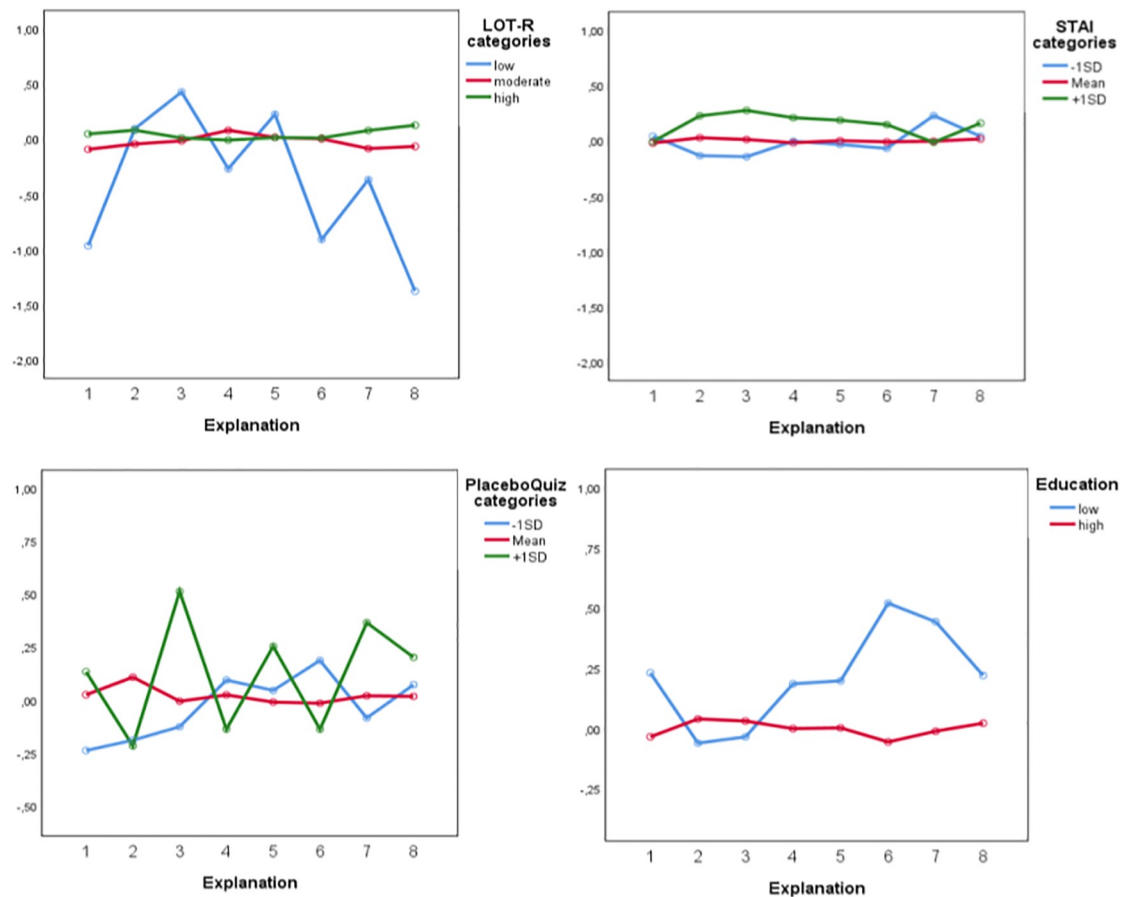 LOT-R
categories
low
moderate
high
1,00
,50
,00
-,50
-1,00
-1,50
-2,00
1 2 3 4 5 6 7 8
Explanation
STAI
categories
-1SD
Mean
+1SD
1,00
,50
,00
-,50
-1,00
-1,50
-2,00
1 2 3 4 5 6 7 8
Explanation
PlaceboQuiz
categories
-1SD
Mean
+1SD
1,00
,75
,50
,25
,00
-,25
-,50
1 2 3 4 5 6 7 8
Explanation
Education
low
high
1,00
,75
,50
,25
,00
-,25
1 2 3 4 5 6 7 8
Explanation